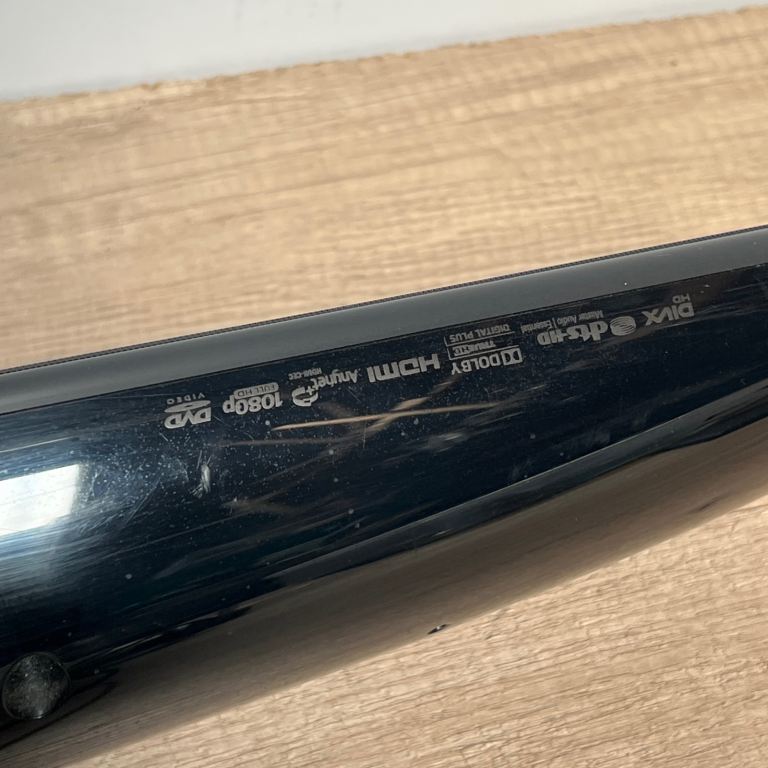 DIVX
HD
dts-HD
Master Audio | Essential
DOLBY
TRUEHD
DIGITAL PLUS
HDMI
Anynet+
HDMI-CEC
1080p
FULL HD
DVD
VIDEO